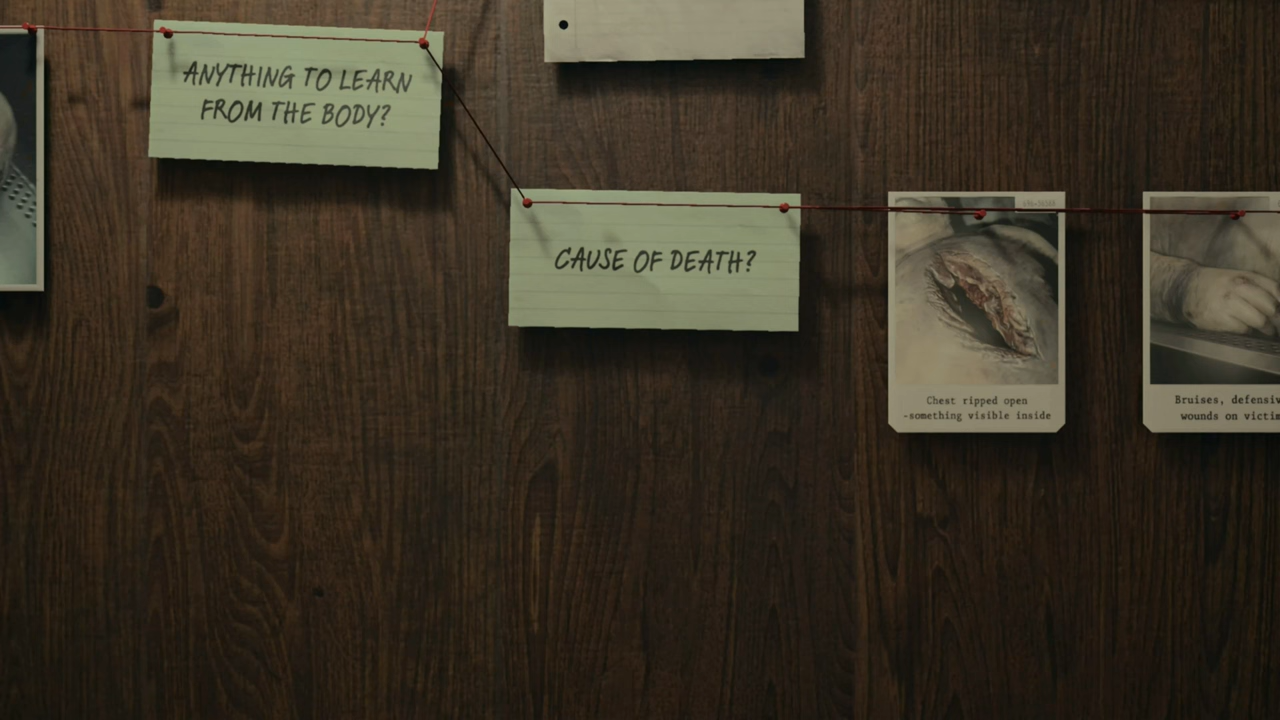 ANYTHING TO LEARN
FROM THE BODY?
CAUSE OF DEATH?
Chest ripped open
-something visible inside
Bruises, defensiv
wounds on victim